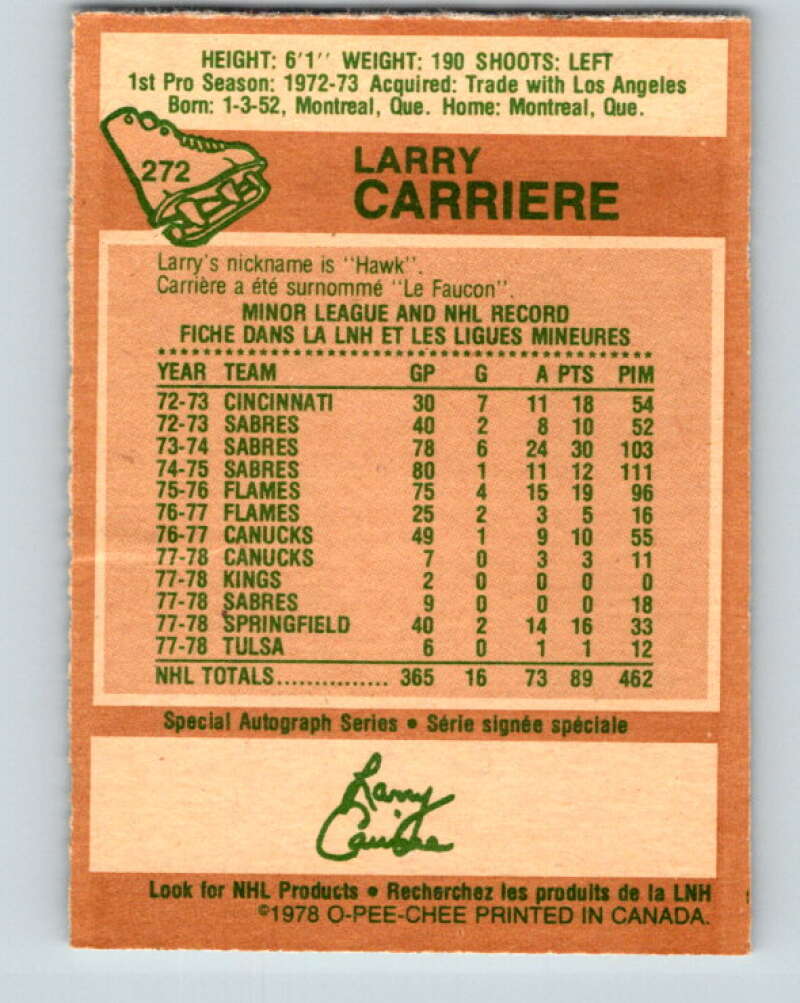 HEIGHT: 6'1'' WEIGHT: 190 SHOOTS: LEFT
1st Pro Season: 1972-73 Acquired: Trade with Los Angeles
Born: 1-3-52, Montreal, Que. Home: Montreal, Que.
272
LARRY
CARRIERE
Larry's nickname is ''Hawk''.
Carrière a été surnommé ''Le Faucon''.
MINOR LEAGUE AND NHL RECORD
FICHE DANS LA LNH ET LES LIGUES MINEURES
YEAR TEAM GP G A PTS PIM
72-73 CINCINNATI 30 7 11 18 54
72-73 SABRES 40 2 8 10 52
73-74 SABRES 78 6 24 30 103
74-75 SABRES 80 1 11 12 111
75-76 FLAMES 75 4 15 19 96
76-77 FLAMES 25 2 3 5 16
76-77 CANUCKS 49 1 9 10 55
77-78 CANUCKS 7 0 3 3 11
77-78 KINGS 2 0 0 0 0
77-78 SABRES 9 0 0 0 18
77-78 SPRINGFIELD 40 2 14 16 33
77-78 TULSA 6 0 1 1 12
NHL TOTALS................ 365 16 73 89 462
Special Autograph Series • Série signée spéciale
Larry
Carriere
Look for NHL Products • Recherchez les produits de la LNH
©1978 O-PEE-CHEE PRINTED IN CANADA.